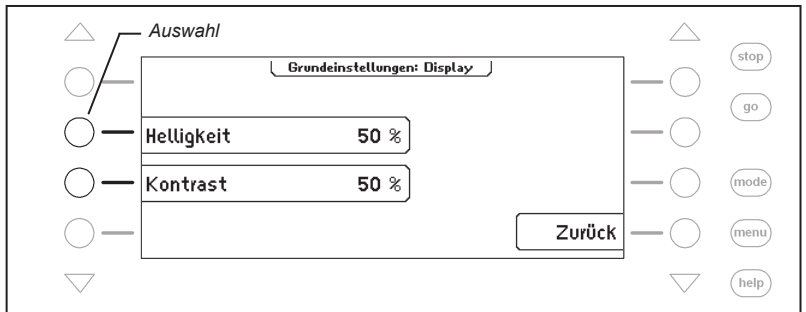 Auswahl
Grundeinstellungen: Display
stop
go
Helligkeit 50 %
Kontrast 50 %
mode
Zurück
menu
help